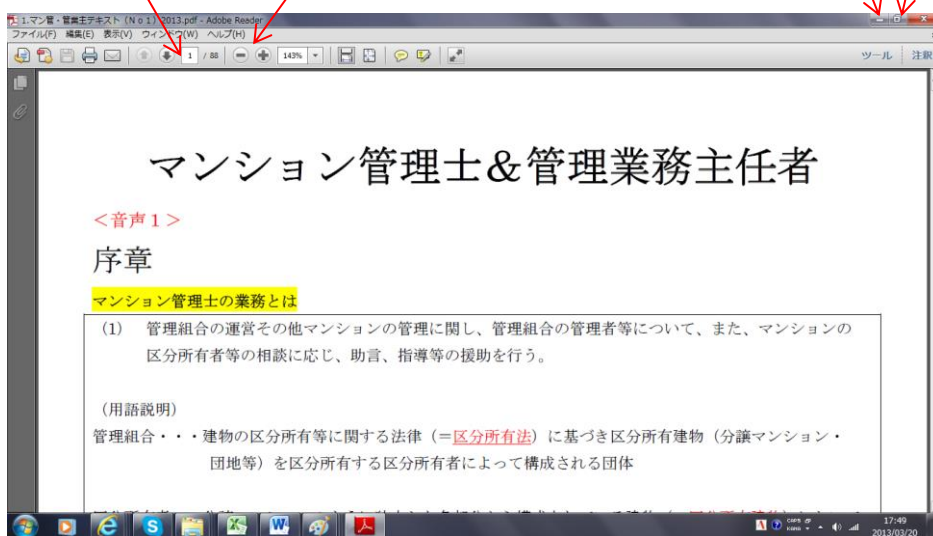 1.マン管・管業主テキスト（No１）2013.pdf - Adobe Reader
ファイル(F) 編集(E) 表示(V) ウィンドウ(W) ヘルプ(H)
1 / 88 143% ツール 注釈
マンション管理士＆管理業務主任者
＜音声１＞
序章
マンション管理士の業務とは
(1) 管理組合の運営その他マンションの管理に関し、管理組合の管理者等について、また、マンションの
区分所有者等の相談に応じ、助言、指導等の援助を行う。
（用語説明）
管理組合・・・建物の区分所有等に関する法律（＝区分所有法）に基づき区分所有建物（分譲マンション・
団地等）を区分所有する区分所有者によって構成される団体
CAPS
KANA
17:49
2013/03/20